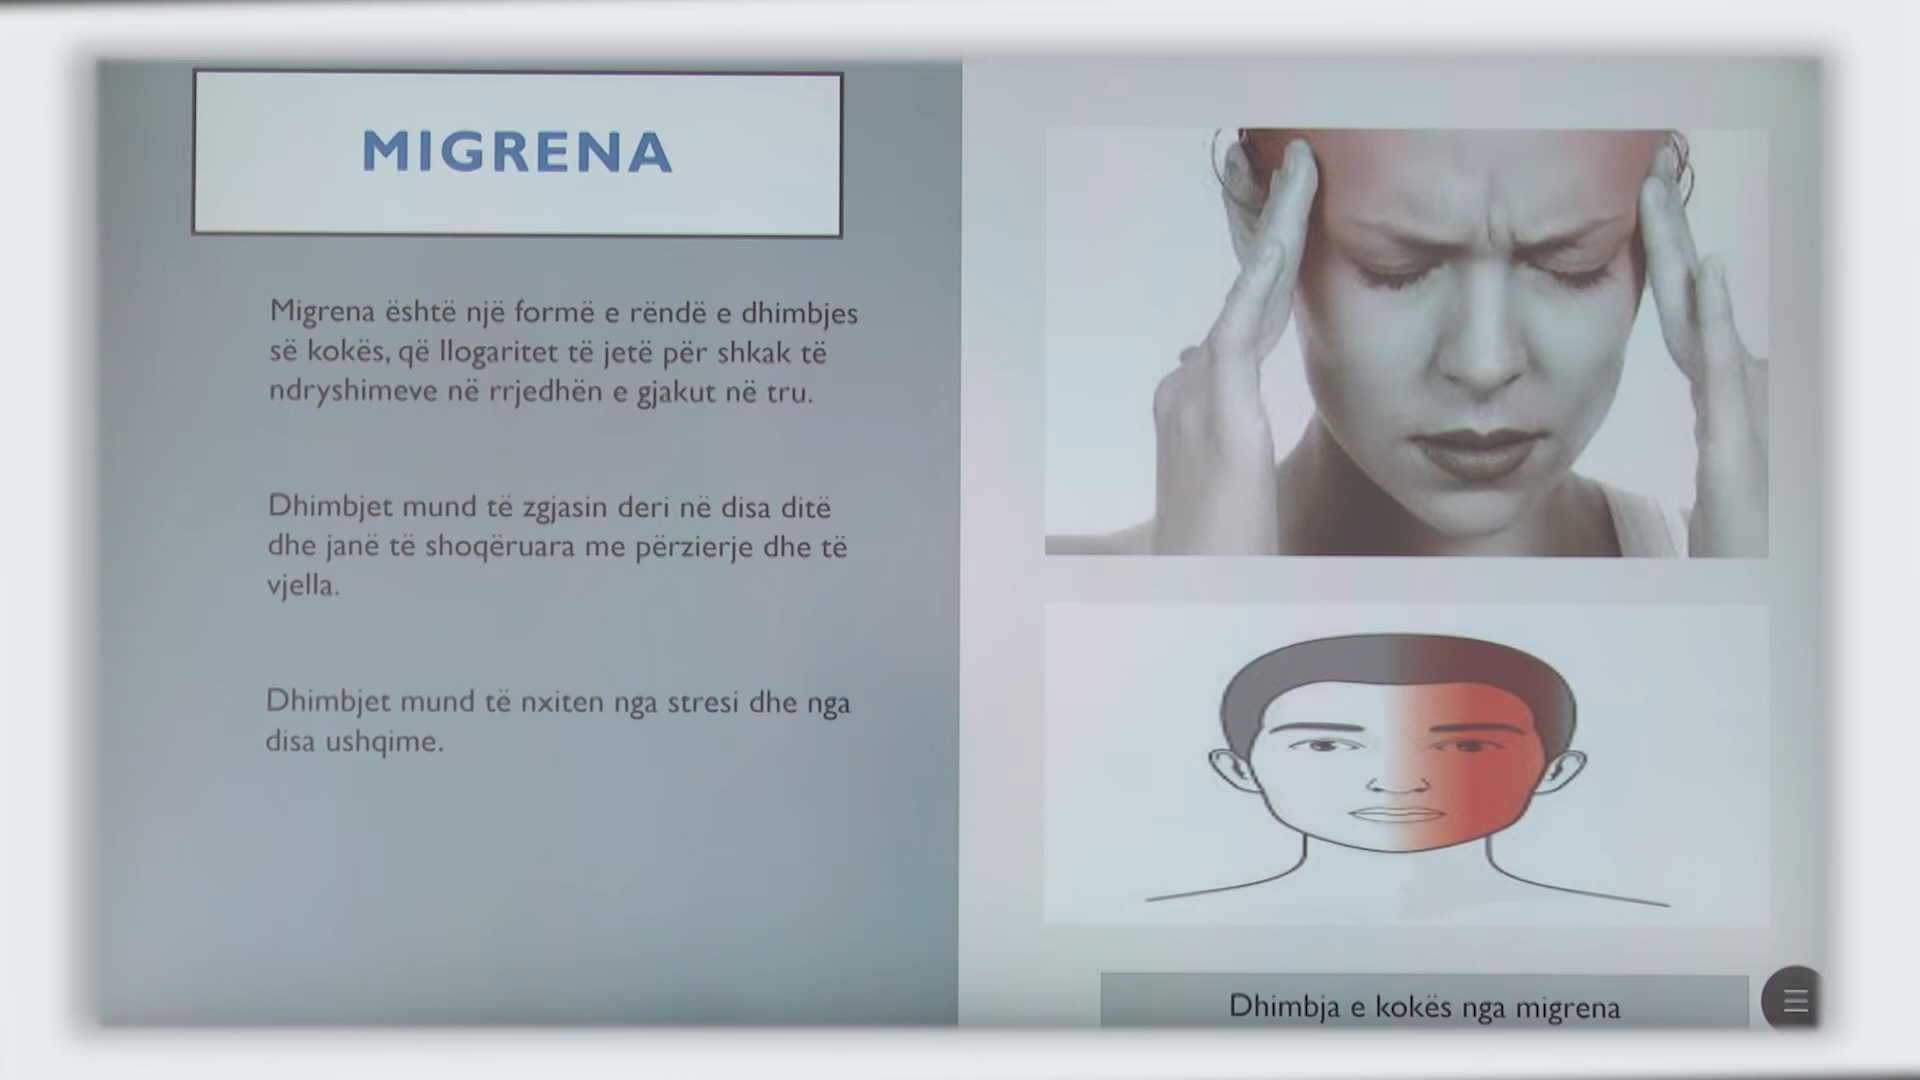 MIGRENA
Migrena është një formë e rëndë e dhimbjes
së kokës, që llogaritet të jetë për shkak të
ndryshimeve në rrjedhën e gjakut në tru.
Dhimbjet mund të zgjasin deri në disa ditë
dhe janë të shoqëruara me përzierje dhe të
vjella.
Dhimbjet mund të nxiten nga stresi dhe nga
disa ushqime.
Dhimbja e kokës nga migrena